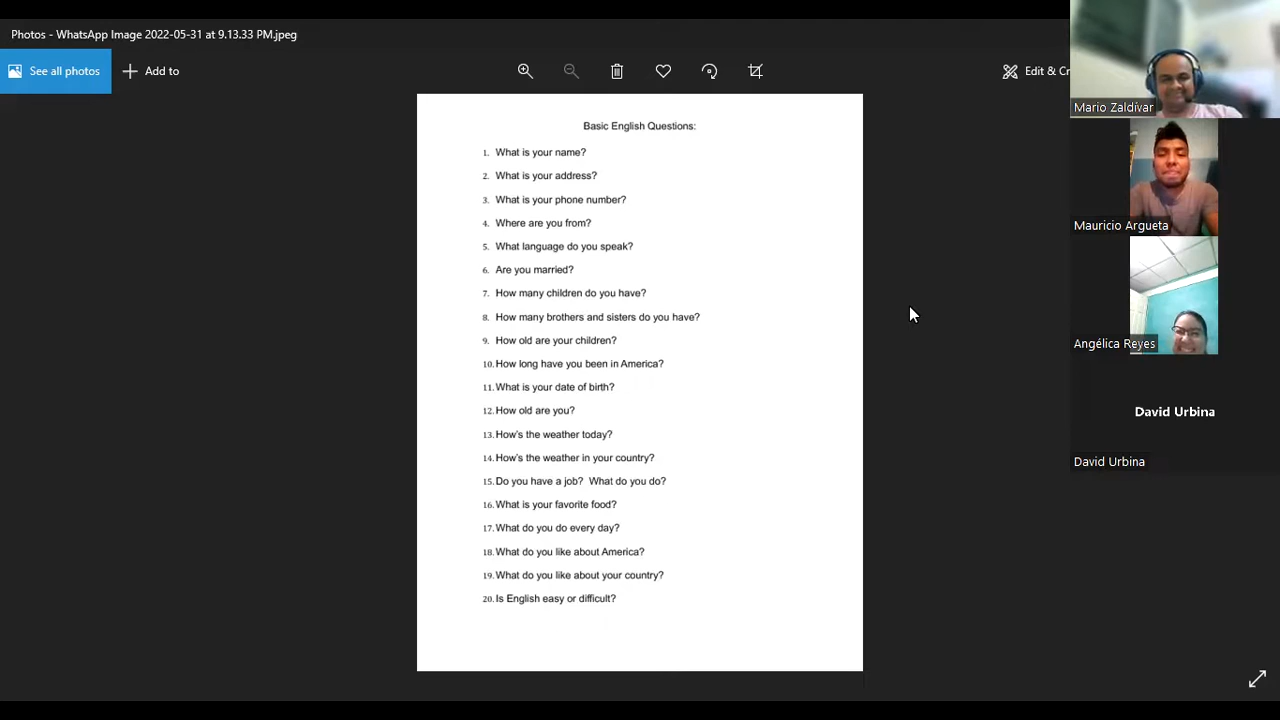 Photos - WhatsApp Image 2022-05-31 at 9.13.33 PM.jpeg
See all photos
Add to
Edit & Cr
Basic English Questions:
1. What is your name?
2. What is your address?
3. What is your phone number?
4. Where are you from?
5. What language do you speak?
6. Are you married?
7. How many children do you have?
8. How many brothers and sisters do you have?
9. How old are your children?
10. How long have you been in America?
11. What is your date of birth?
12. How old are you?
13. How's the weather today?
14. How's the weather in your country?
15. Do you have a job?  What do you do?
16. What is your favorite food?
17. What do you do every day?
18. What do you like about America?
19. What do you like about your country?
20. Is English easy or difficult?
Mario Zaldívar
Mauricio Argueta
Angélica Reyes
David Urbina
David Urbina